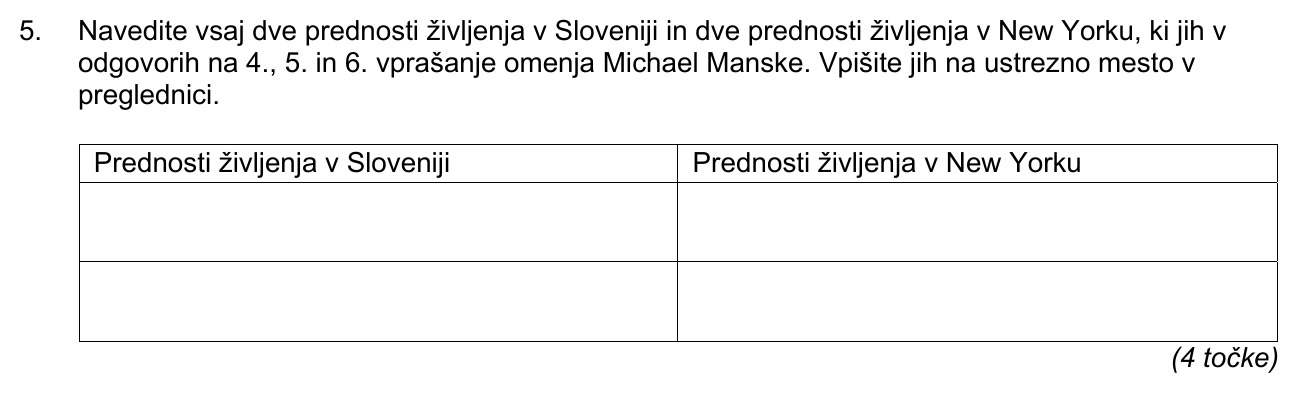 5. Navedite vsaj dve prednosti življenja v Sloveniji in dve prednosti življenja v New Yorku, ki jih v
odgovorih na 4., 5. in 6. vprašanje omenja Michael Manske. Vpišite jih na ustrezno mesto v
preglednici.
Prednosti življenja v Sloveniji Prednosti življenja v New Yorku
(4 točke)